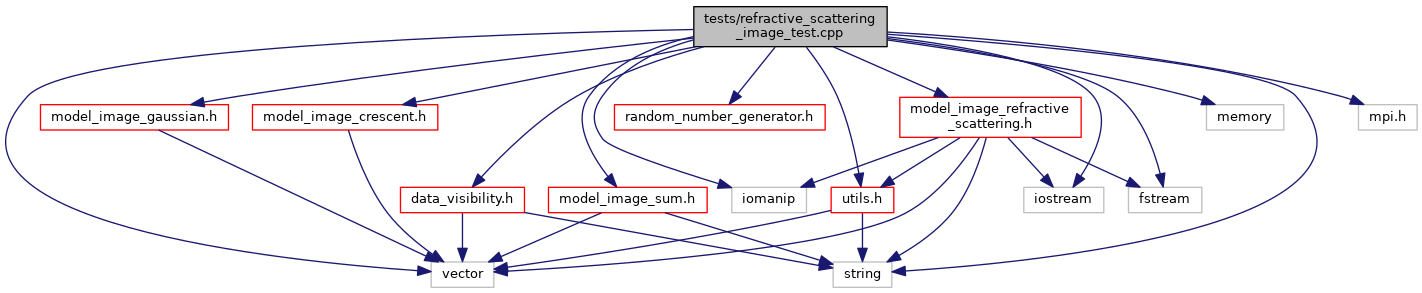 tests/refractive_scattering
_image_test.cpp
model_image_gaussian.h
model_image_crescent.h
random_number_generator.h
model_image_refractive
_scattering.h
memory
mpi.h
data_visibility.h
model_image_sum.h
iomanip
utils.h
iostream
fstream
vector
string